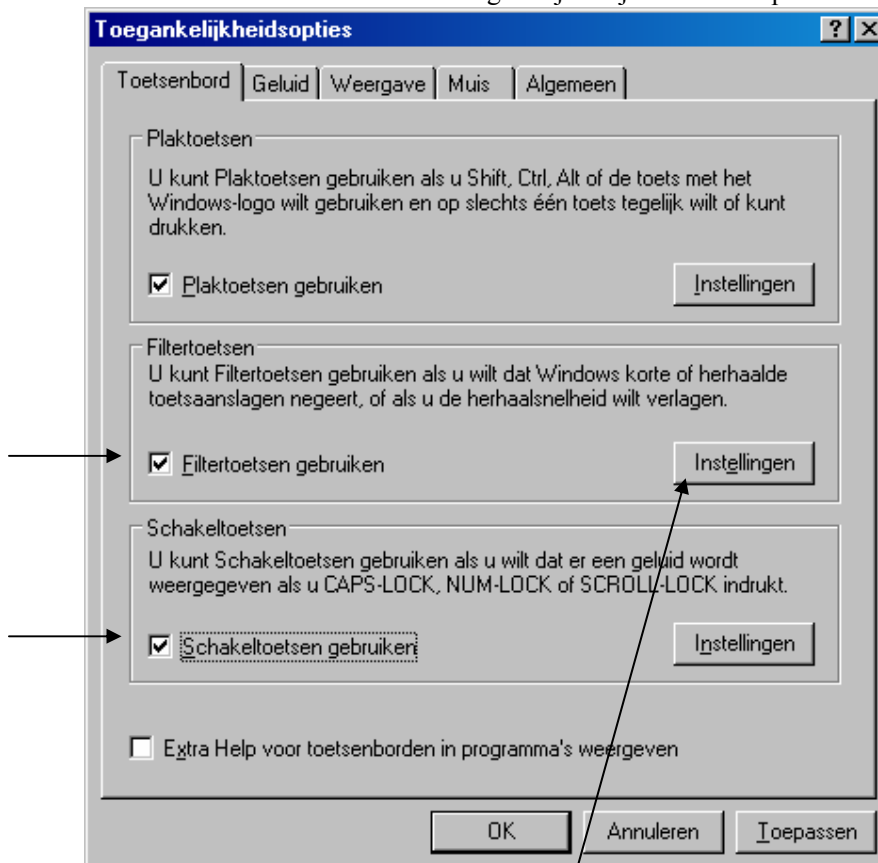 Toegankelijkheidsopties
Toetsenbord Geluid Weergave Muis Algemeen
Plaktoetsen
U kunt Plaktoetsen gebruiken als u Shift, Ctrl, Alt of de toets met het
Windows-logo wilt gebruiken en op slechts één toets tegelijk wilt of kunt
drukken.
Plaktoetsen gebruiken Instellingen
Filtertoetsen
U kunt Filtertoetsen gebruiken als u wilt dat Windows korte of herhaalde
toetsaanslagen negeert, of als u de herhaalsnelheid wilt verlagen.
Filtertoetsen gebruiken Instellingen
Schakeltoetsen
U kunt Schakeltoetsen gebruiken als u wilt dat er een geluid wordt
weergegeven als u CAPS-LOCK, NUM-LOCK of SCROLL-LOCK indrukt.
Schakeltoetsen gebruiken Instellingen
Extra Help voor toetsenborden in programma's weergeven
OK Annuleren Toepassen